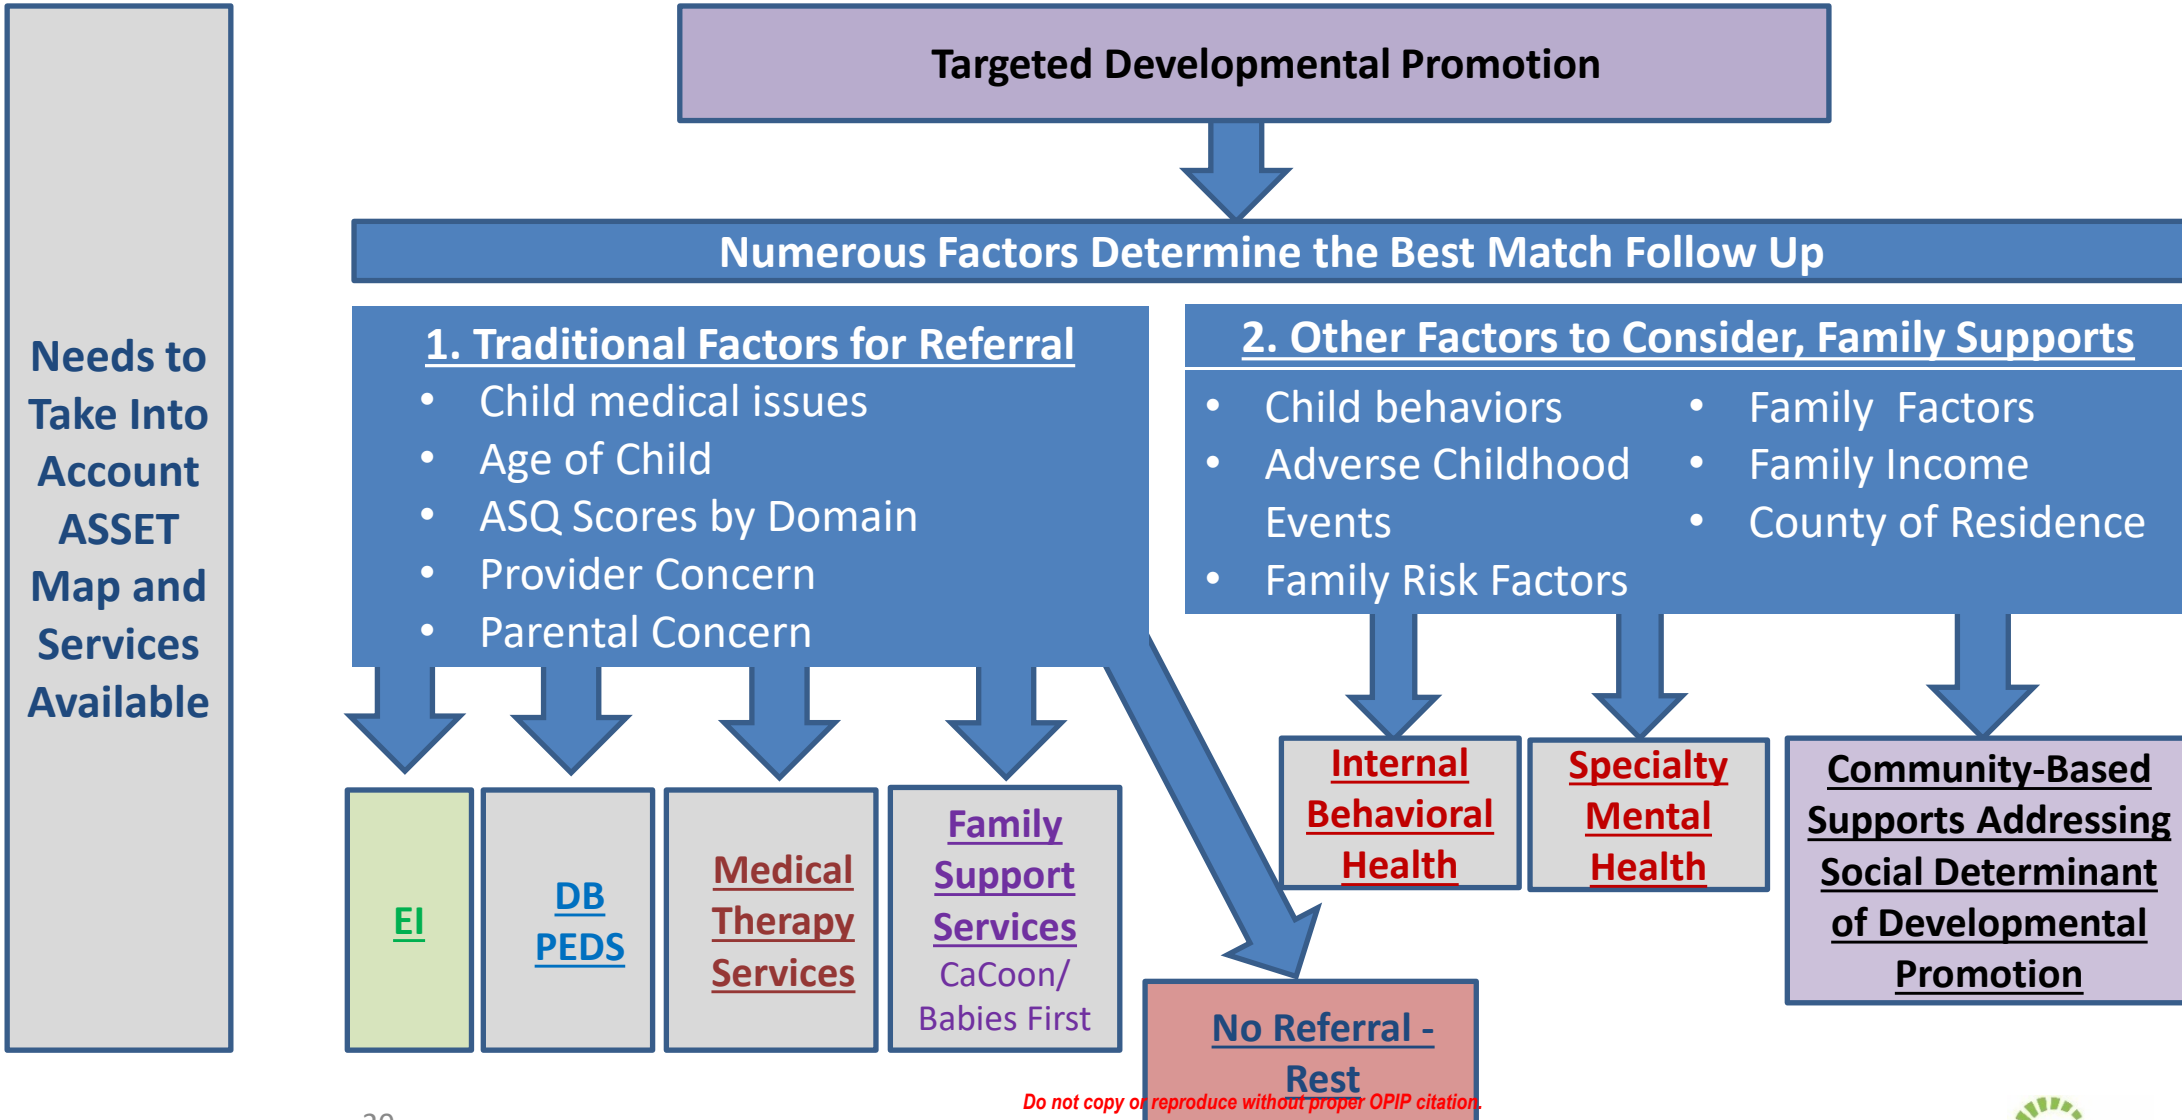 Needs to
Take Into
Account
ASSET
Map and
Services
Available
Targeted Developmental Promotion
Numerous Factors Determine the Best Match Follow Up
1. Traditional Factors for Referral
• Child medical issues
• Age of Child
• ASQ Scores by Domain
• Provider Concern
• Parental Concern
2. Other Factors to Consider, Family Supports
• Child behaviors
• Adverse Childhood
Events
• Family Risk Factors
• Family Factors
• Family Income
• County of Residence
EI
DB
PEDS
Medical
Therapy
Services
Family
Support
Services
CaCoon/
Babies First
No Referral -
Rest
Internal
Behavioral
Health
Specialty
Mental
Health
Community-Based
Supports Addressing
Social Determinant
of Developmental
Promotion
Do not copy or reproduce without proper OPIP citation.